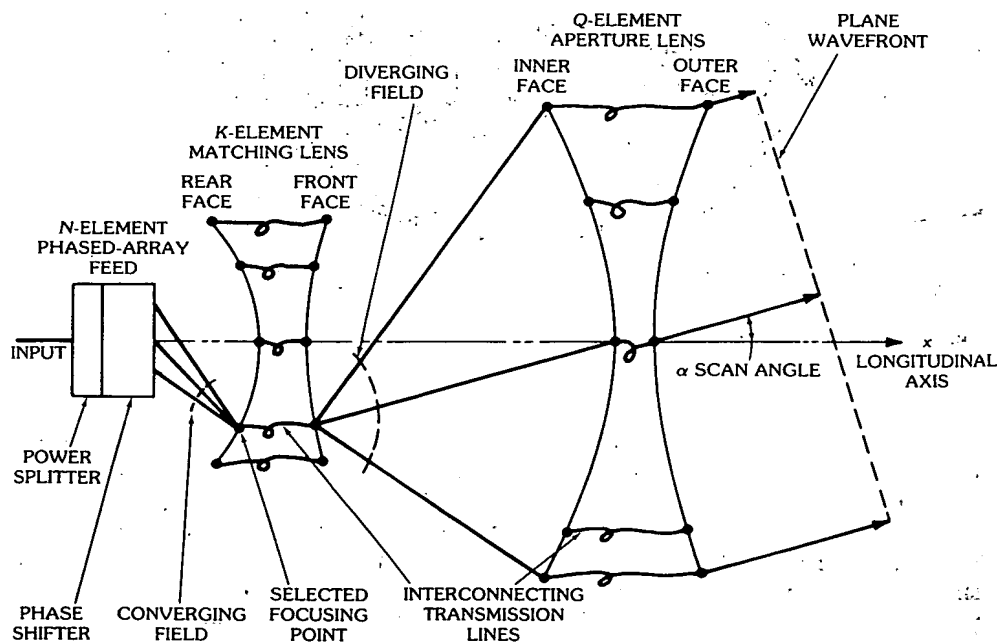 Q-ELEMENT
APERTURE LENS
PLANE
WAVEFRONT
INNER
FACE
OUTER
FACE
DIVERGING
FIELD
K-ELEMENT
MATCHING LENS
REAR
FACE
FRONT
FACE
N-ELEMENT
PHASED-ARRAY
FEED
INPUT
x
LONGITUDINAL
AXIS
α SCAN ANGLE
POWER
SPLITTER
PHASE
SHIFTER
CONVERGING
FIELD
SELECTED
FOCUSING
POINT
INTERCONNECTING
TRANSMISSION
LINES